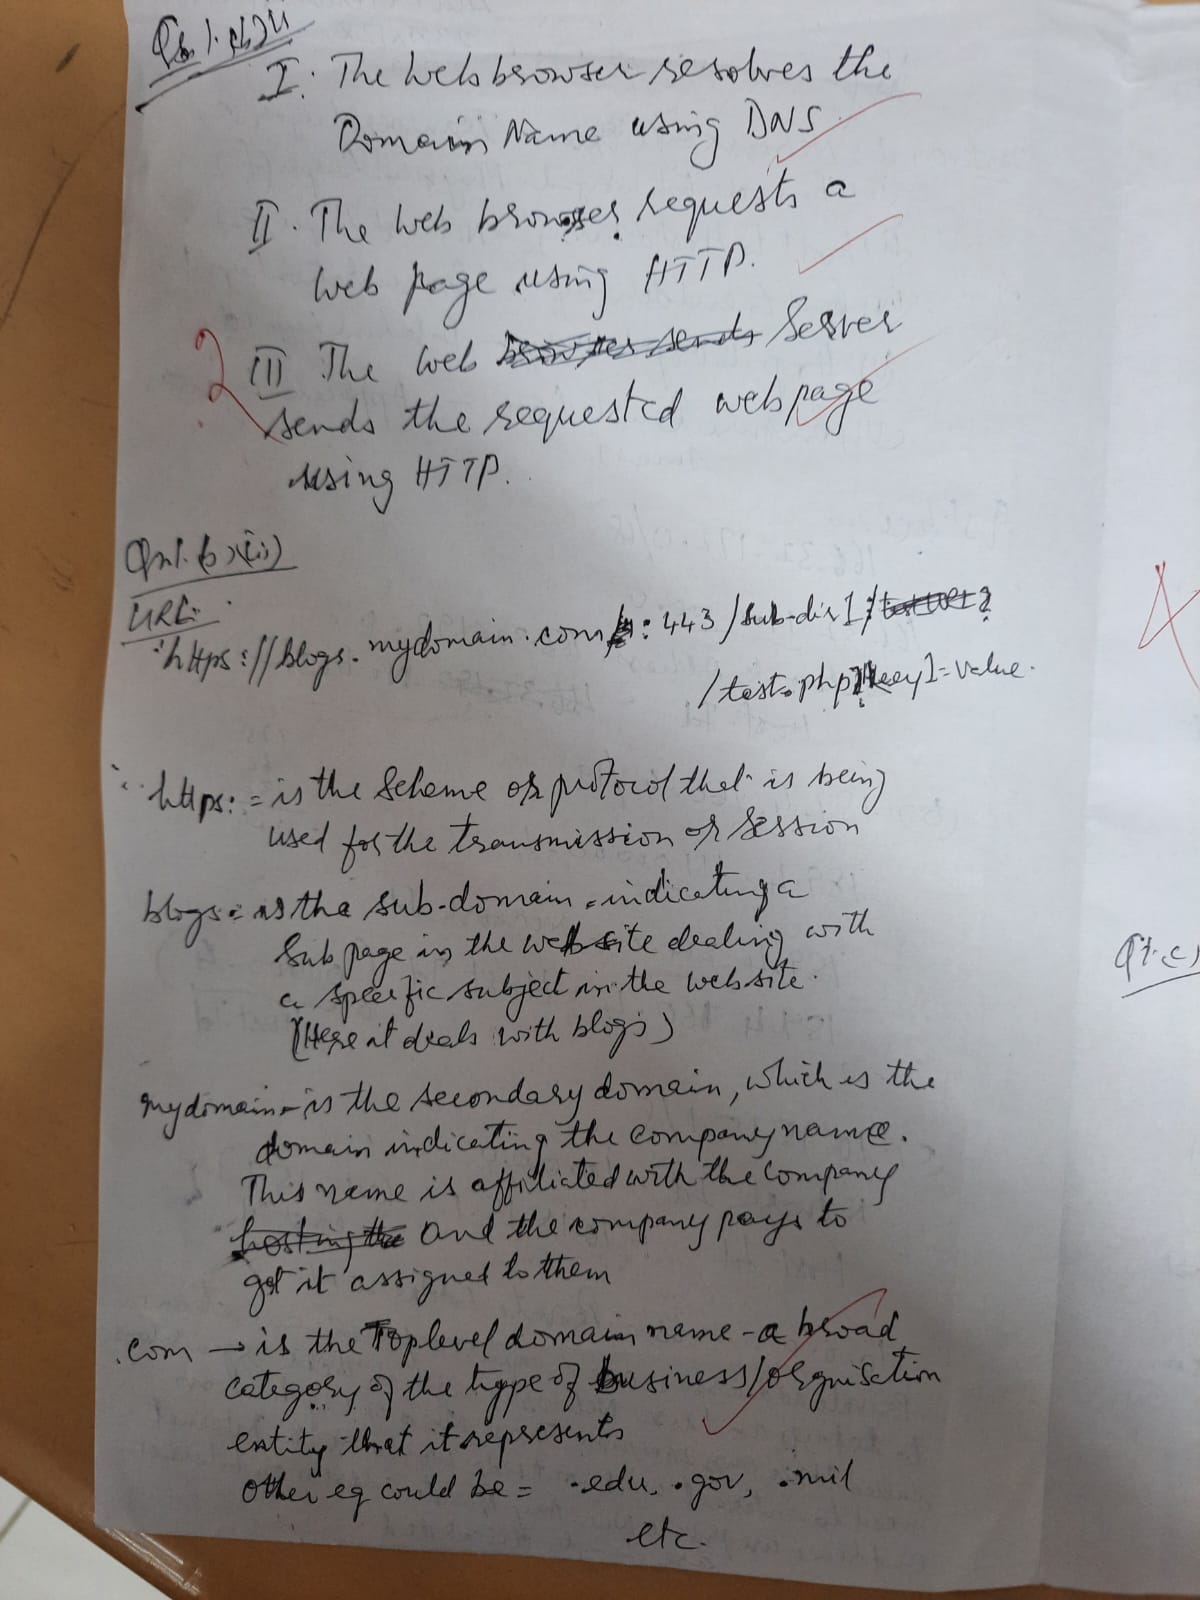 I. The Web browser resolves the
Domain Name using DNS.
II. The Web browser requests a
web page using HTTP.
2
III The Web browser sends Server
sends the requested webpage
using HTTP.
Qn1. b)(ii)
URL:
https://blogs.mydomain.com:443/sub-dir1/
/test.php?key1=value.
https: = is the Scheme or protocol that is being
used for the transmission or session
blogs = is the sub-domain - indicating a
Sub page in the website dealing with
a specific subject in the website.
(Here it deals with blogs)
mydomain - is the secondary domain, which is the
domain indicating the company name.
This name is affiliated with the company
hosting the and the company pays to
get it assigned to them
.com → is the Top level domain name - a broad
category of the type of business/orgnisation
entity that it represents
other eg could be = .edu, .gov, .mil
etc.